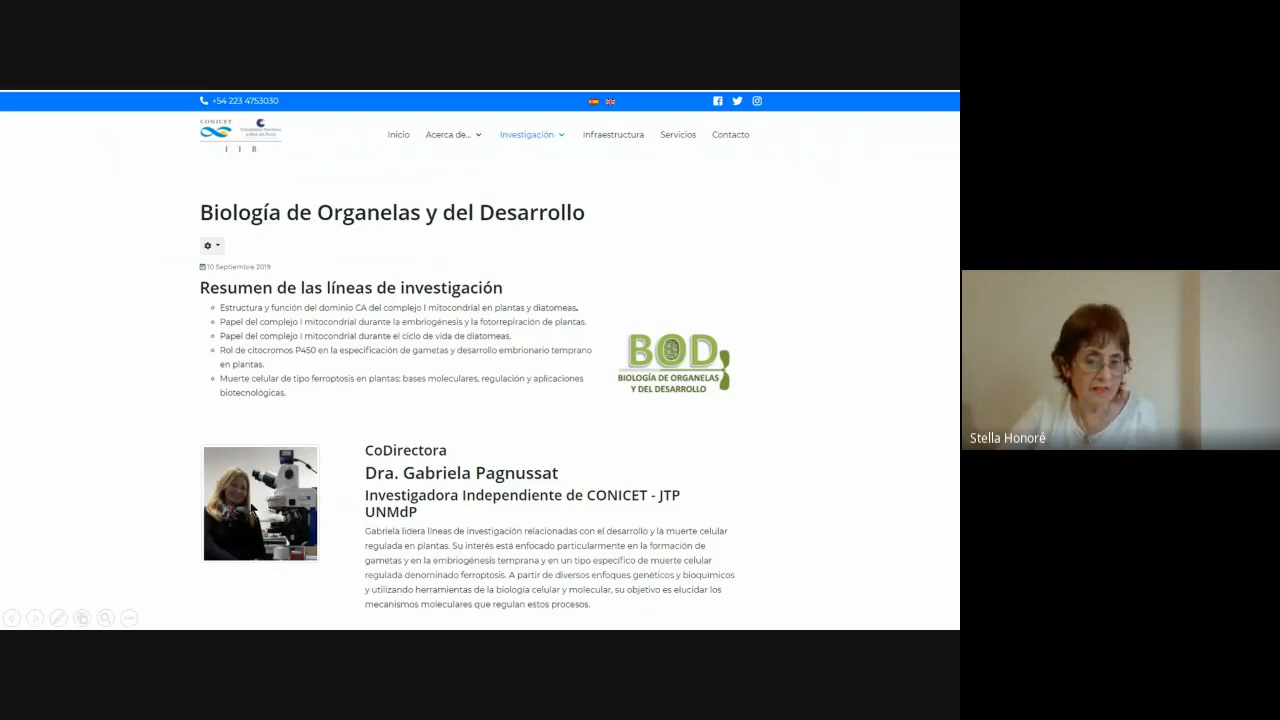 +54 223 4753030
CONICET
UNIVERSIDAD NACIONAL
DE MAR DEL PLATA
I I B
Inicio Acerca de... Investigación Infraestructura Servicios Contacto
Biología de Organelas y del Desarrollo
10 Septiembre 2019
Resumen de las líneas de investigación
Estructura y función del dominio CA del complejo I mitocondrial en plantas y diatomeas.
Papel del complejo I mitocondrial durante la embriogénesis y la fotorrepiración de plantas.
Papel del complejo I mitocondrial durante el ciclo de vida de diatomeas.
Rol de citocromos P450 en la especificación de gametas y desarrollo embrionario temprano
en plantas.
Muerte celular de tipo ferroptosis en plantas: bases moleculares, regulación y aplicaciones
biotecnológicas.
BOD
BIOLOGÍA DE ORGANELAS
Y DEL DESARROLLO
CoDirectora
Dra. Gabriela Pagnussat
Investigadora Independiente de CONICET - JTP
UNMdP
Gabriela lidera líneas de investigación relacionadas con el desarrollo y la muerte celular
regulada en plantas. Su interés está enfocado particularmente en la formación de
gametas y en la embriogénesis temprana y en un tipo específico de muerte celular
regulada denominado ferroptosis. A partir de diversos enfoques genéticos y bioquímicos
y utilizando herramientas de la biología celular y molecular, su objetivo es elucidar los
mecanismos moleculares que regulan estos procesos.
Stella Honoré